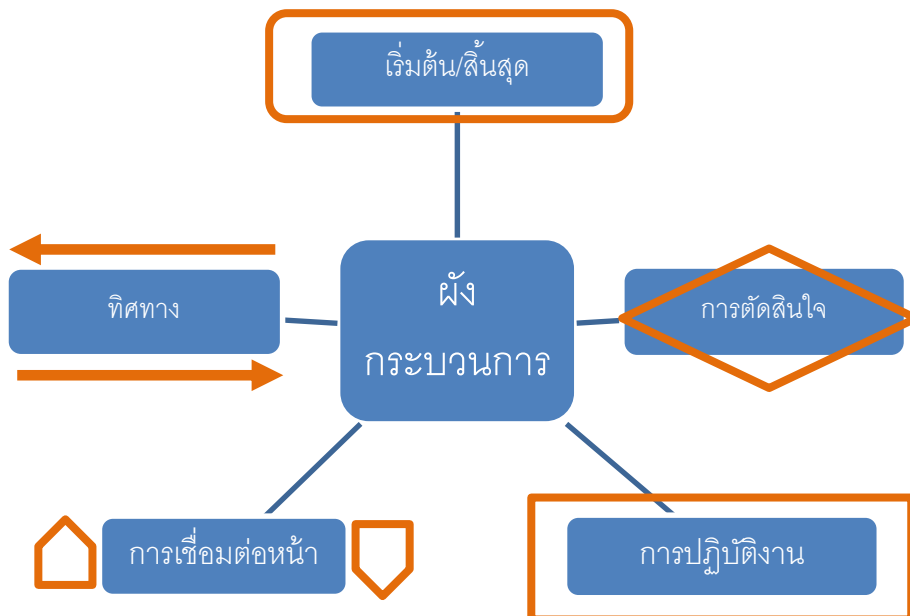 เริ่มต้น/สิ้นสุด
ทิศทาง
ผัง
กระบวนการ
การตัดสินใจ
การเชื่อมต่อหน้า
การปฏิบัติงาน